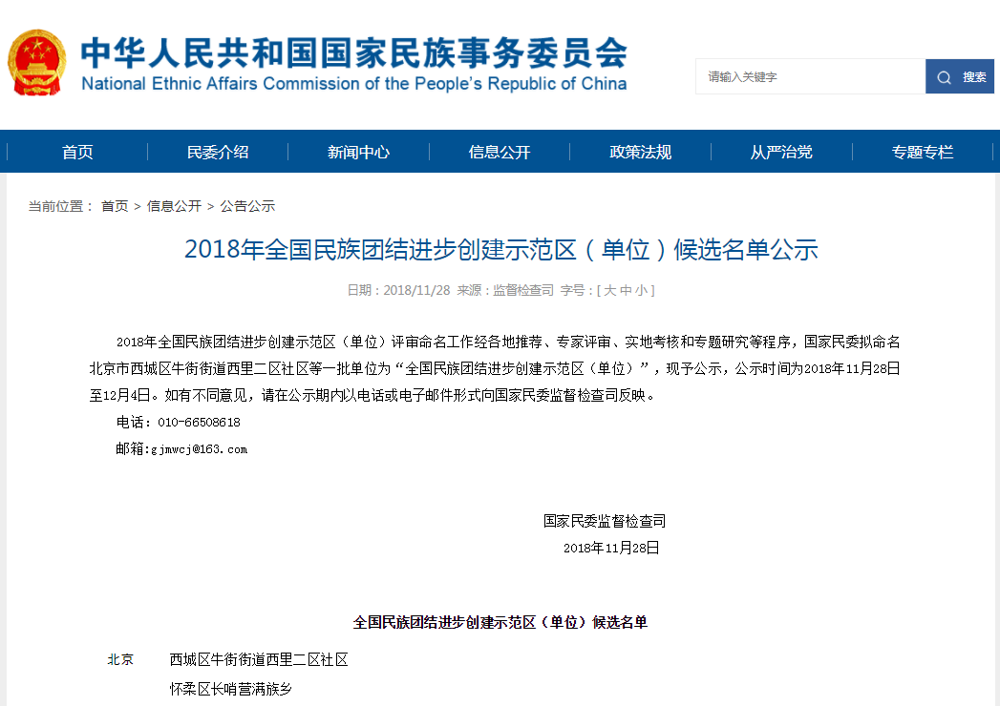 中华人民共和国国家民族事务委员会
National Ethnic Affairs Commission of the People's Republic of China
请输入关键字
搜索
首页 民委介绍 新闻中心 信息公开 政策法规 从严治党 专题专栏
当前位置： 首页 > 信息公开 > 公告公示
2018年全国民族团结进步创建示范区（单位）候选名单公示
日期：2018/11/28 来源：监督检查司 字号：[ 大 中 小 ]
2018年全国民族团结进步创建示范区（单位）评审命名工作经各地推荐、专家评审、实地考核和专题研究等程序，国家民委拟命名
北京市西城区牛街街道西里二区社区等一批单位为“全国民族团结进步创建示范区（单位）”，现予公示，公示时间为2018年11月28日
至12月4日。如有不同意见，请在公示期内以电话或电子邮件形式向国家民委监督检查司反映。
电话：010-66508618
邮箱:gjmwcj@163.com
国家民委监督检查司
2018年11月28日
全国民族团结进步创建示范区（单位）候选名单
北京 西城区牛街街道西里二区社区
怀柔区长哨营满族乡